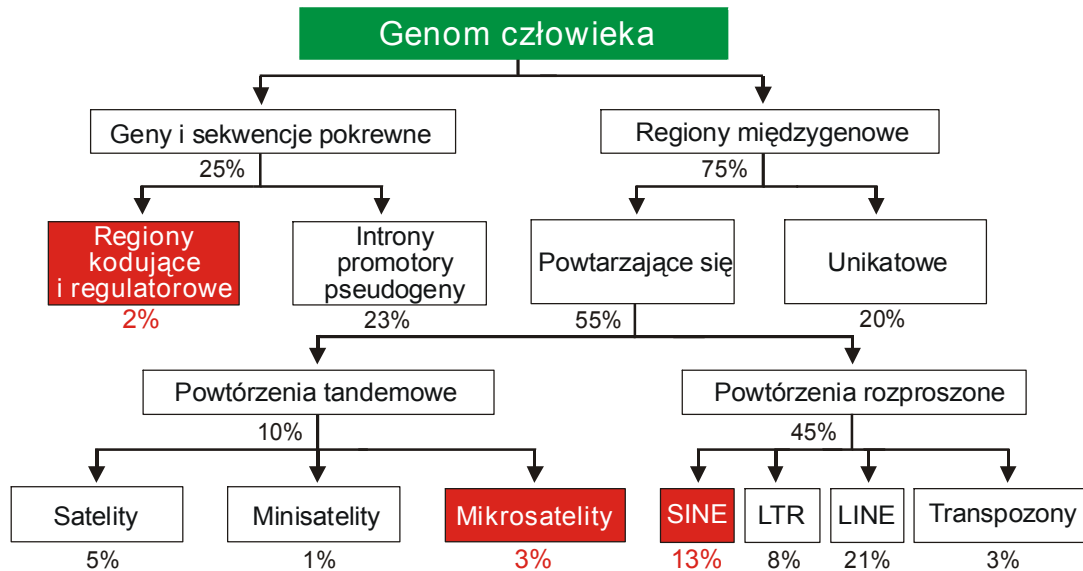 Genom człowieka
Geny i sekwencje pokrewne
Regiony międzygenowe
25%
75%
Regiony
kodujące
i regulatorowe
Introny
promotory
pseudogeny
Powtarzające się
Unikatowe
2%
23%
55%
20%
Powtórzenia tandemowe
Powtórzenia rozproszone
10%
45%
Satelity
Minisatelity
Mikrosatelity
SINE
LTR
LINE
Transpozony
5%
1%
3%
13%
8%
21%
3%